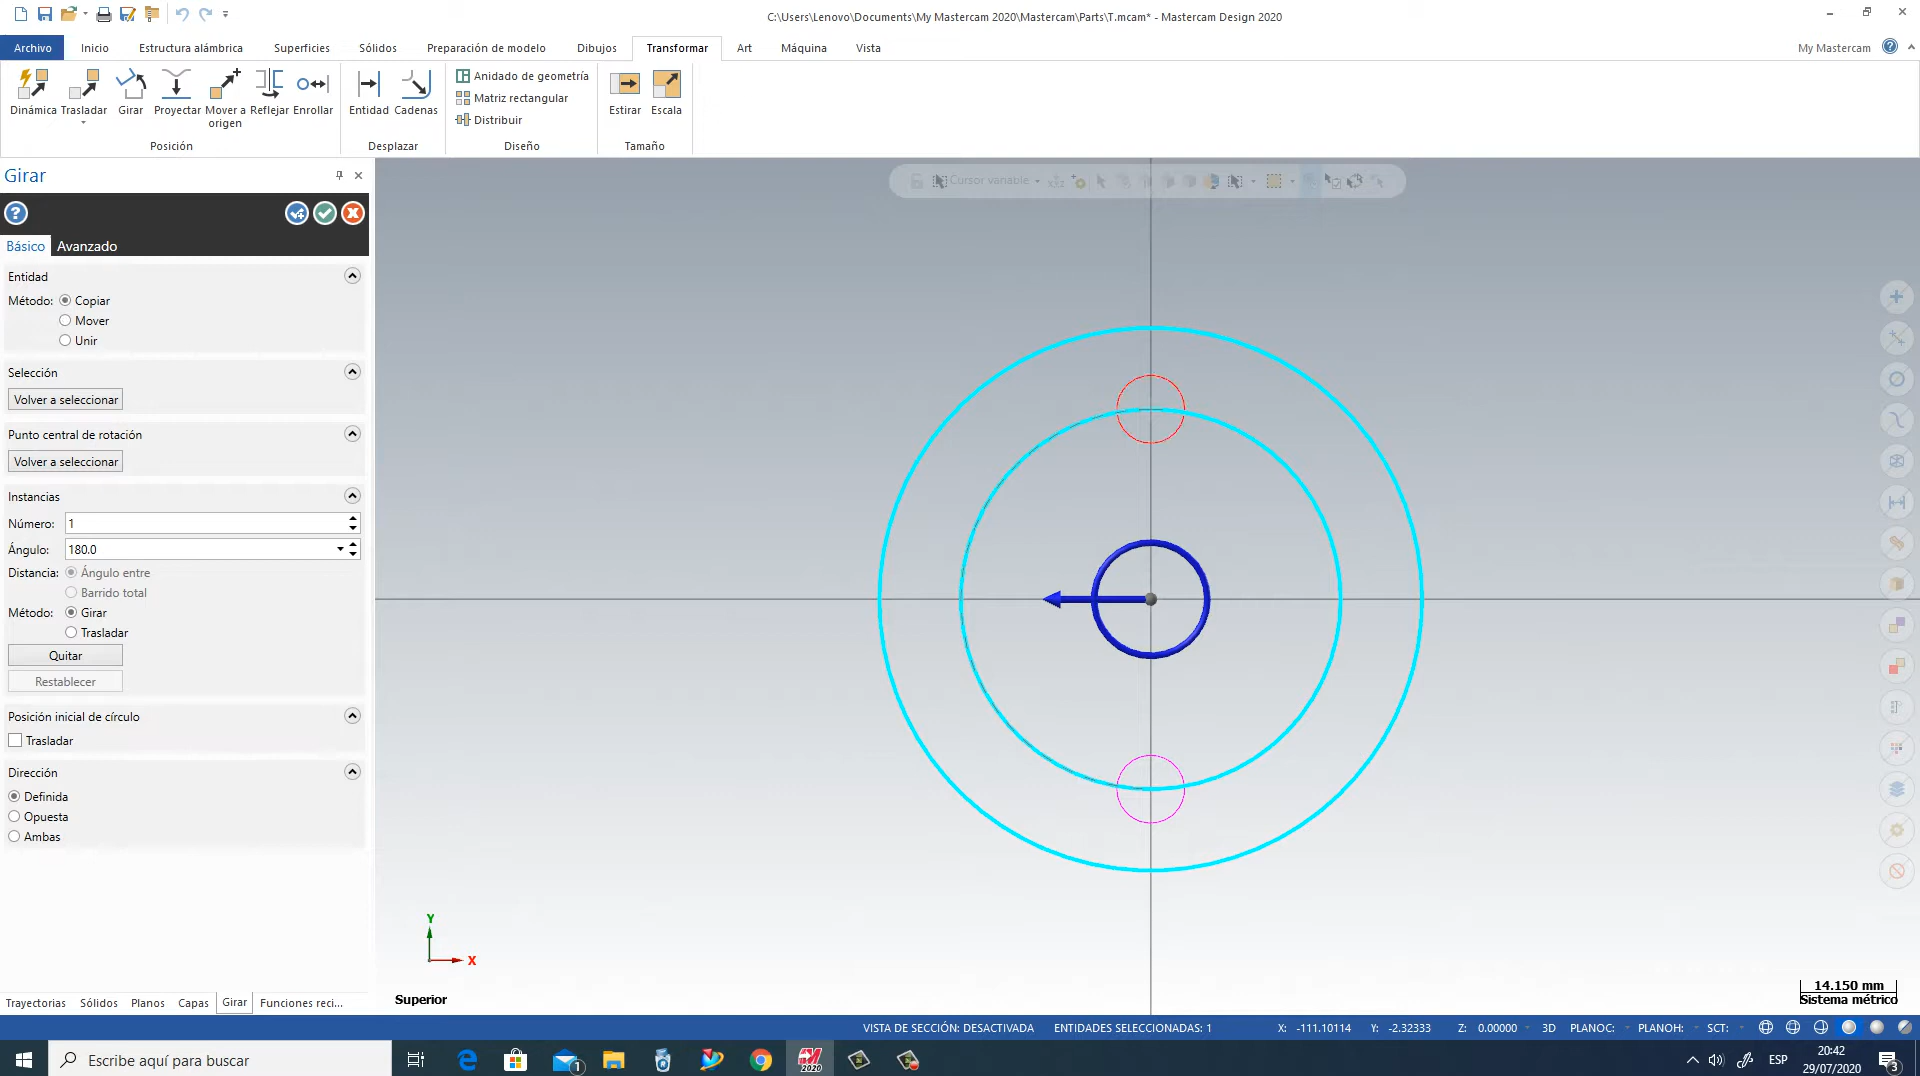 C:\Users\Lenovo\Documents\My Mastercam 2020\Mastercam\Parts\T.mcam* - Mastercam Design 2020
Archivo Inicio Estructura alámbrica Superficies Sólidos Preparación de modelo Dibujos Transformar Art Máquina Vista My Mastercam
Dinámica Trasladar Girar Proyectar Mover a origen Reflejar Enrollar
Posición
Entidad Cadenas
Desplazar
Anidado de geometría
Matriz rectangular
Distribuir
Diseño
Estirar Escala
Tamaño
Girar
Básico Avanzado
Entidad
Método: Copiar
Mover
Unir
Selección
Volver a seleccionar
Punto central de rotación
Volver a seleccionar
Instancias
Número: 1
Ángulo: 180.0
Distancia: Ángulo entre
Barrido total
Método: Girar
Trasladar
Quitar
Restablecer
Posición inicial de círculo
Trasladar
Dirección
Definida
Opuesta
Ambas
Cursor variable
Y
X
Superior
14.150 mm
Sistema métrico
Trayectorias Sólidos Planos Capas Girar Funciones reci...
VISTA DE SECCIÓN: DESACTIVADA ENTIDADES SELECCIONADAS: 1 X: -111.10114 Y: -2.32333 Z: 0.00000 3D PLANOC: PLANOH: SCT:
Escribe aquí para buscar
1
2020
ESP
20:42
29/07/2020
3